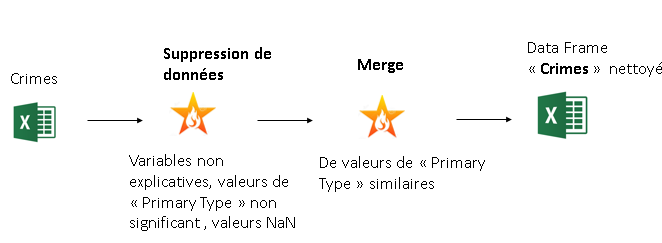 Crimes
Suppression de
données
Variables non
explicatives, valeurs de
« Primary Type » non
significant , valeurs NaN
Merge
De valeurs de « Primary
Type » similaires
Data Frame
« Crimes » nettoyé